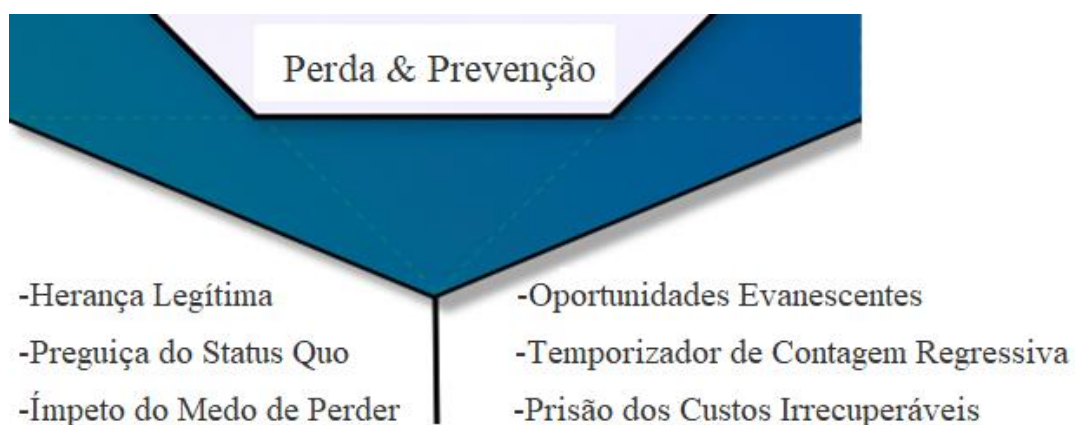 Perda & Prevenção
-Herança Legítima
-Preguiça do Status Quo
-Ímpeto do Medo de Perder
-Oportunidades Evanescentes
-Temporizador de Contagem Regressiva
-Prisão dos Custos Irrecuperáveis